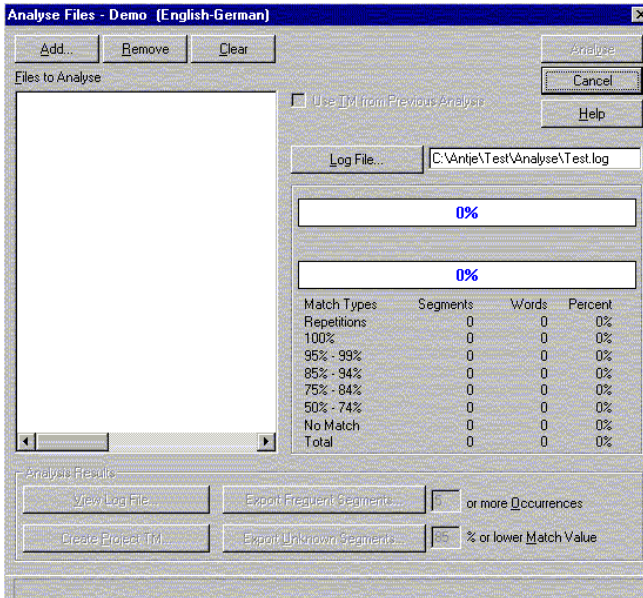 Analyse Files - Demo (English-German)
Add...
Remove
Clear
Analyse
Files to Analyse
Cancel
Use TM from Previous Analysis
Help
Log File...
C:\Antje\Test\Analyse\Test.log
0%
0%
Match Types Segments Words Percent
Repetitions 0 0 0%
100% 0 0 0%
95% - 99% 0 0 0%
85% - 94% 0 0 0%
75% - 84% 0 0 0%
50% - 74% 0 0 0%
No Match 0 0 0%
Total 0 0 0%
Analysis Results
View Log File...
Export Frequent Segments...
5
or more Occurrences
Create Project TM...
Export Unknown Segments...
85
% or lower Match Value